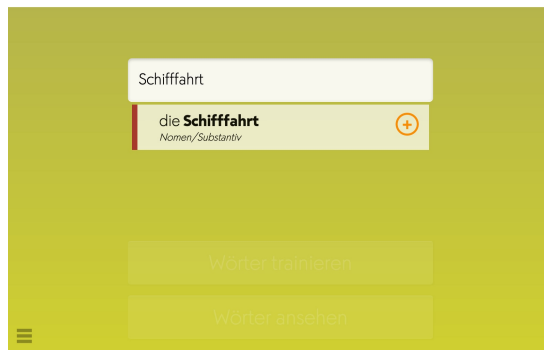 Schifffahrt
die Schifffahrt
Nomen/Substantiv
Wörter trainieren
Wörter ansehen